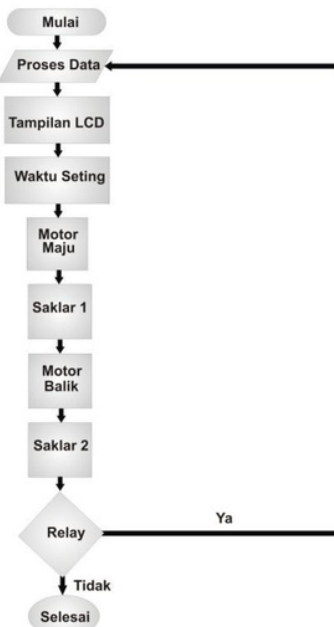 Mulai
Proses Data
Tampilan LCD
Waktu Seting
Motor
Maju
Saklar 1
Motor
Balik
Saklar 2
Relay
Ya
Tidak
Selesai